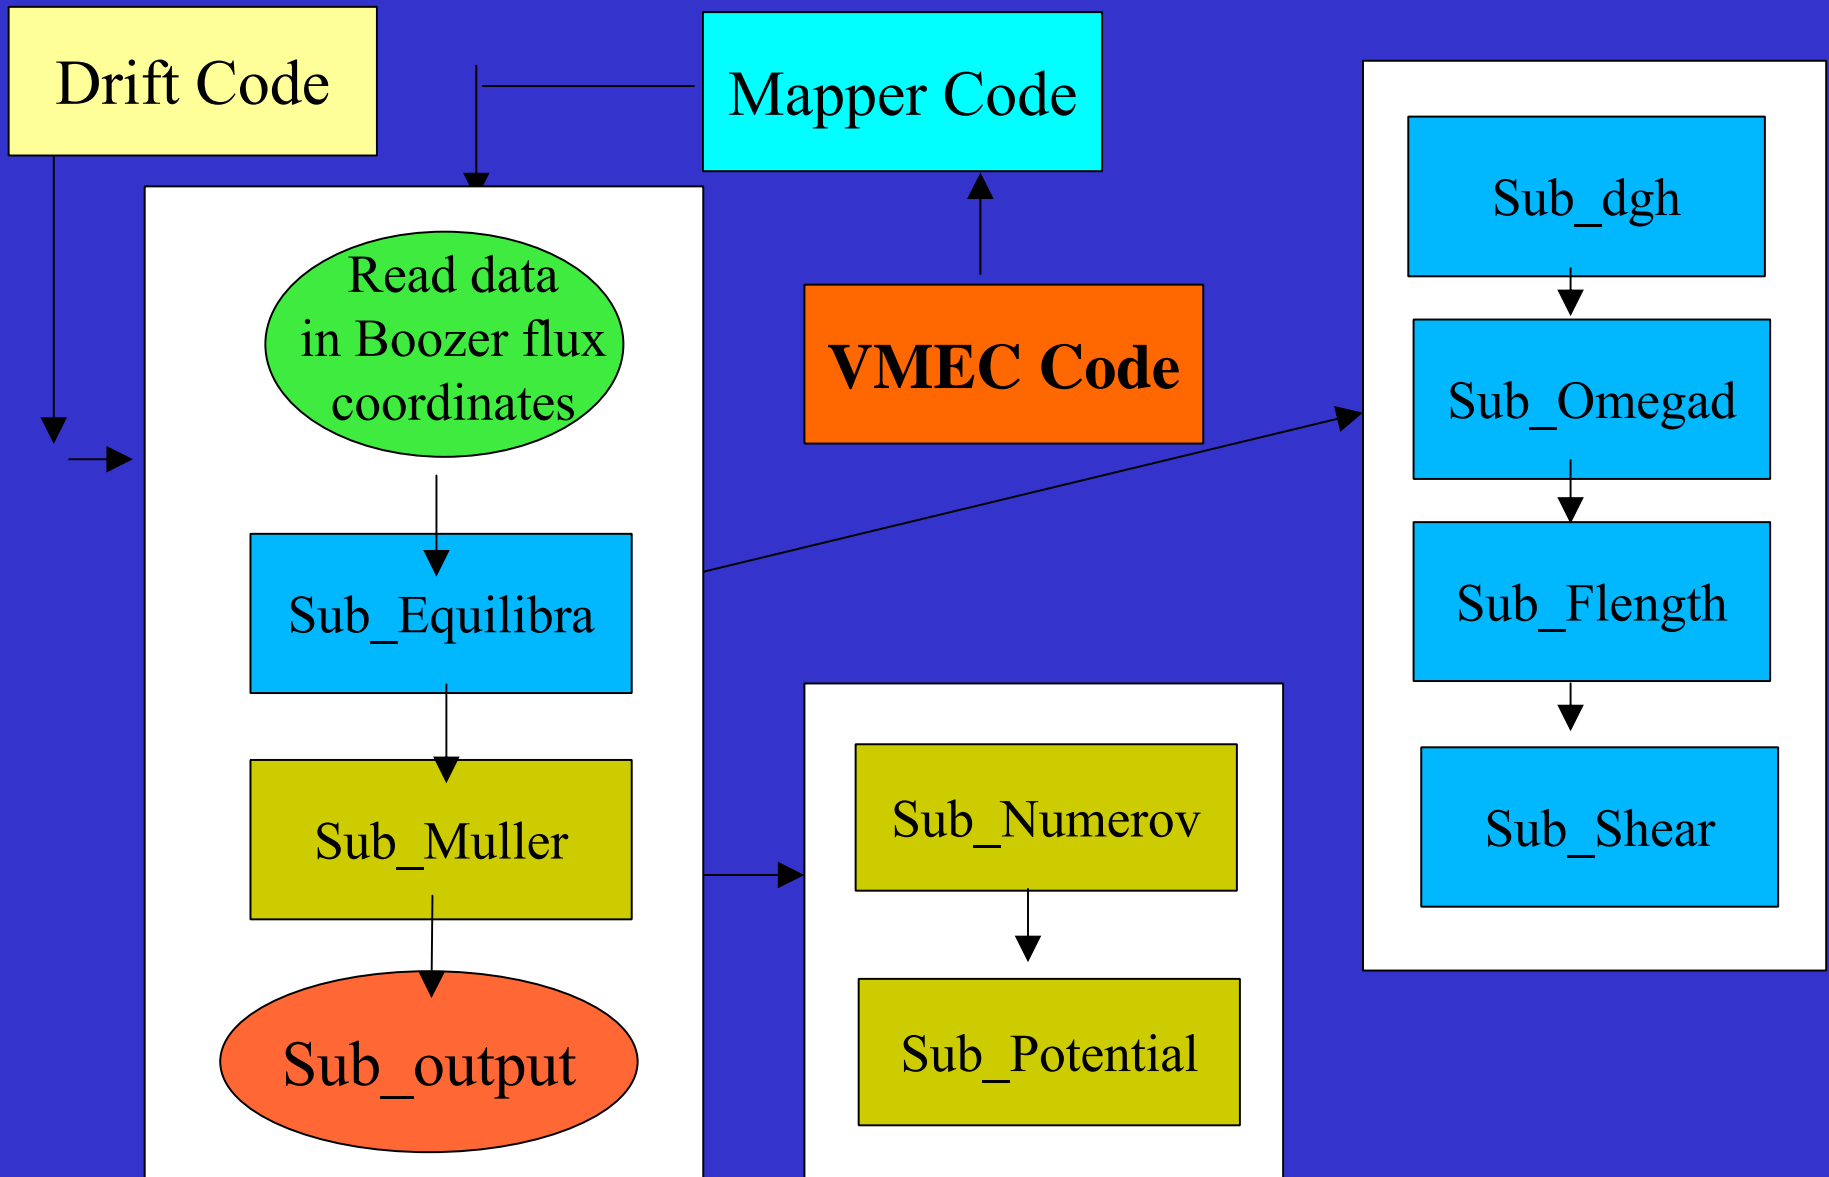 Drift Code
Mapper Code
Read data
in Boozer flux
coordinates
VMEC Code
Sub_Equilibra
Sub_Muller
Sub_output
Sub_Numerov
Sub_Potential
Sub_dgh
Sub_Omegad
Sub_Flength
Sub_Shear